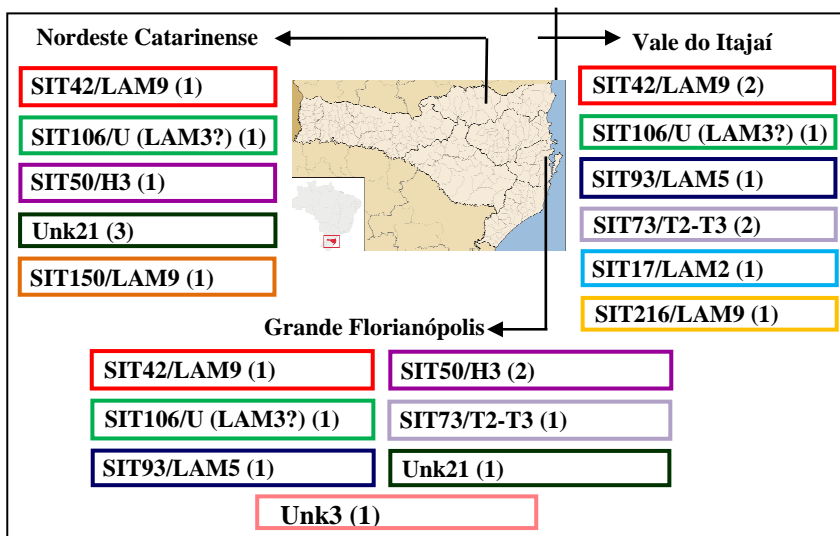 Nordeste Catarinense
SIT42/LAM9 (1)
SIT106/U (LAM3?) (1)
SIT50/H3 (1)
Unk21 (3)
SIT150/LAM9 (1)
Vale do Itajaí
SIT42/LAM9 (2)
SIT106/U (LAM3?) (1)
SIT93/LAM5 (1)
SIT73/T2-T3 (2)
SIT17/LAM2 (1)
SIT216/LAM9 (1)
Grande Florianópolis
SIT42/LAM9 (1)
SIT106/U (LAM3?) (1)
SIT93/LAM5 (1)
SIT50/H3 (2)
SIT73/T2-T3 (1)
Unk21 (1)
Unk3 (1)